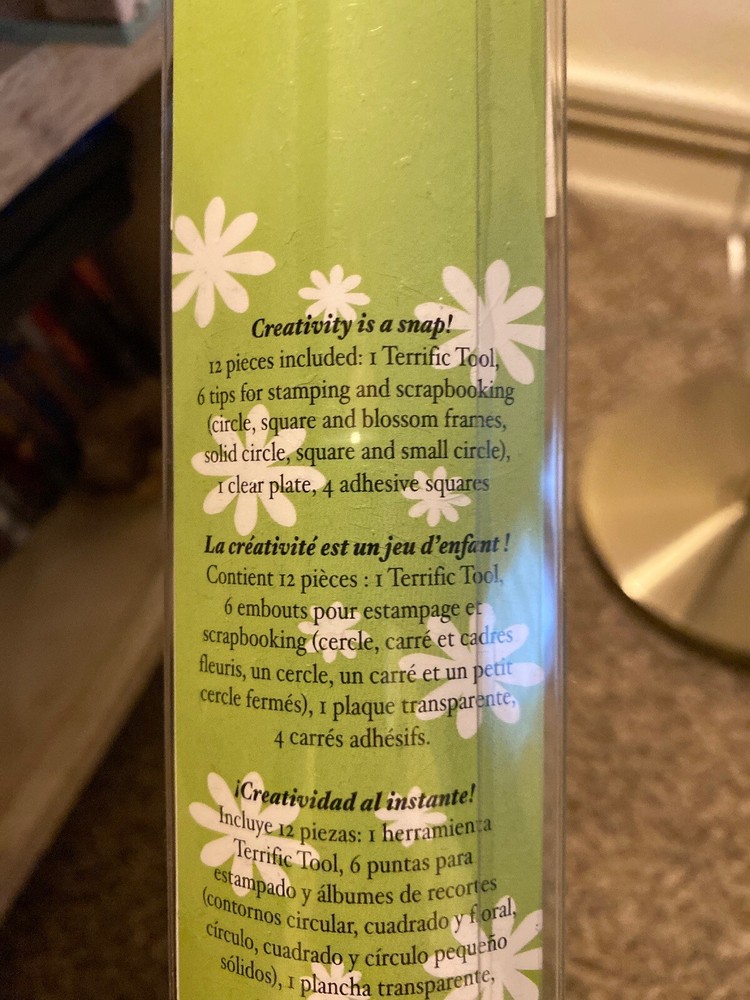 Creativity is a snap!
12 pieces included: 1 Terrific Tool,
6 tips for stamping and scrapbooking
(circle, square and blossom frames,
solid circle, square and small circle),
1 clear plate, 4 adhesive squares
La créativité est un jeu d'enfant !
Contient 12 pièces : 1 Terrific Tool,
6 embouts pour estampage et
scrapbooking (cercle, carré et cadres
fleuris, un cercle, un carré et un petit
cercle fermés), 1 plaque transparente,
4 carrés adhésifs.
¡Creatividad al instante!
Incluye 12 piezas: 1 herramienta
Terrific Tool, 6 puntas para
estampado y álbumes de recortes
(contornos circular, cuadrado y floral,
círculo, cuadrado y círculo pequeño
sólidos), 1 plancha transparente,